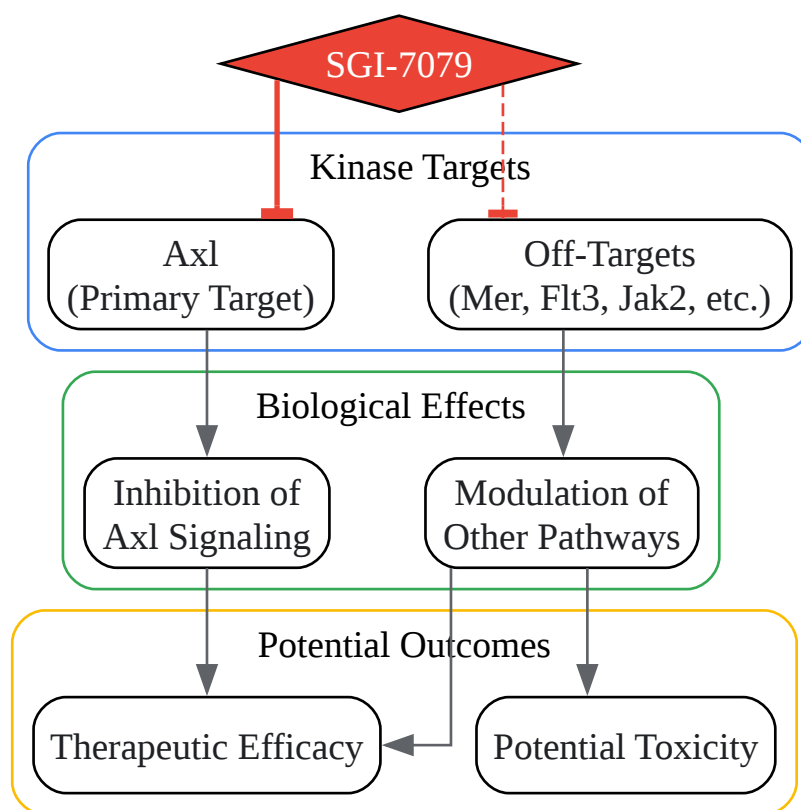 SGI-7079
Kinase Targets
Axl
(Primary Target)
Off-Targets
(Mer, Flt3, Jak2, etc.)
Biological Effects
Inhibition of
Axl Signaling
Modulation of
Other Pathways
Potential Outcomes
Therapeutic Efficacy
Potential Toxicity